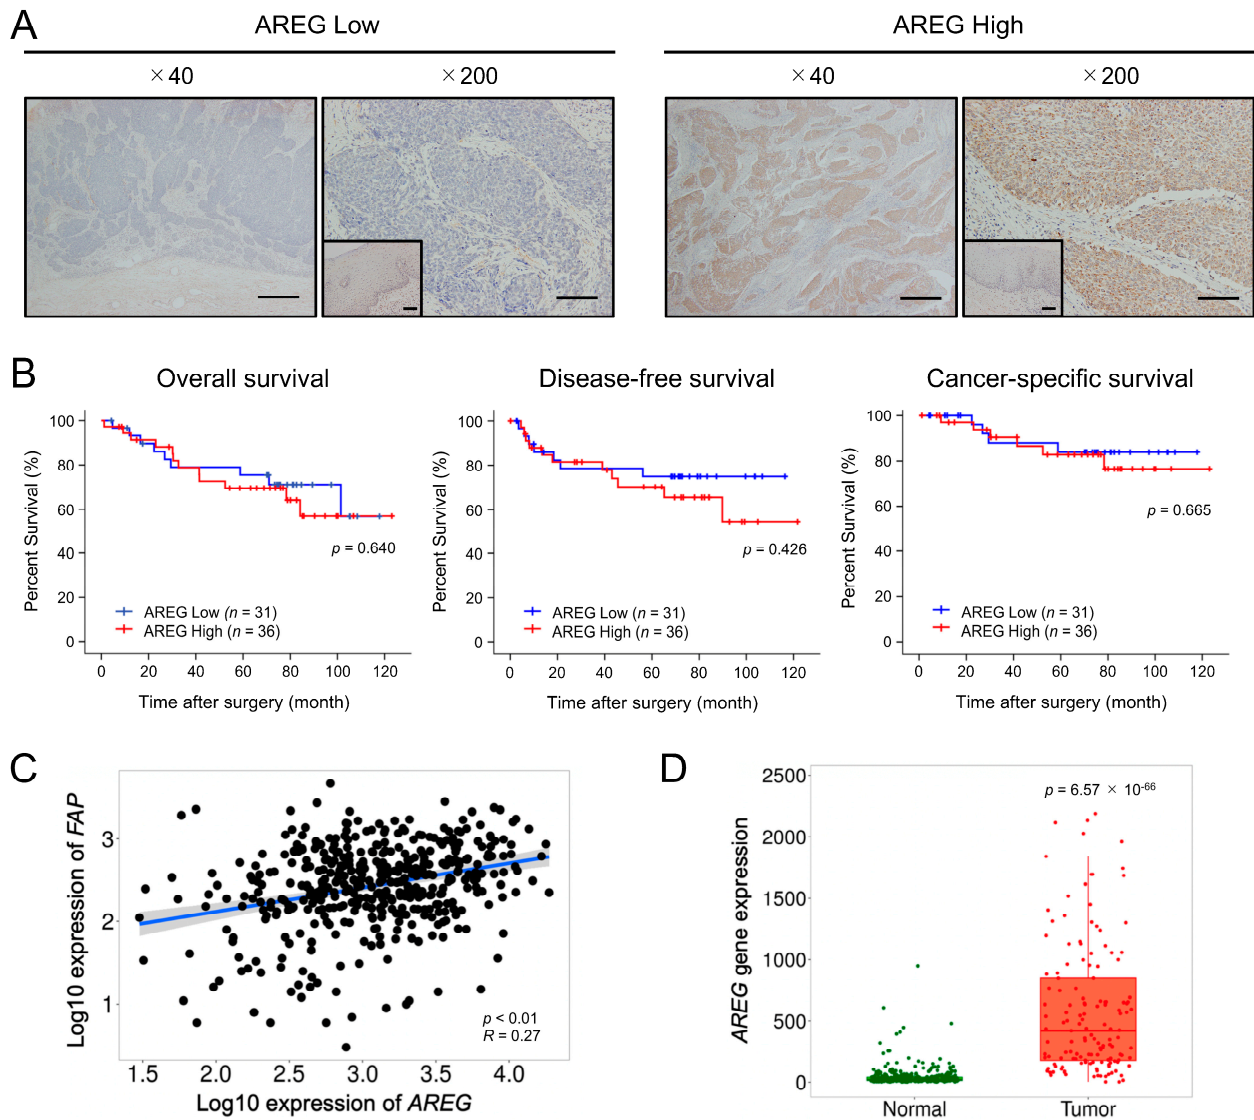 A
AREG Low
AREG High
×40
×200
×40
×200
B
Overall survival
Disease-free survival
Cancer-specific survival
Percent Survival (%)
100
80
60
40
20
0
p = 0.640
AREG Low (n = 31)
AREG High (n = 36)
0 20 40 60 80 100 120
Time after surgery (month)
Percent Survival (%)
100
80
60
40
20
0
p = 0.426
AREG Low (n = 31)
AREG High (n = 36)
0 20 40 60 80 100 120
Time after surgery (month)
Percent Survival (%)
100
80
60
40
20
0
p = 0.665
AREG Low (n = 31)
AREG High (n = 36)
0 20 40 60 80 100 120
Time after surgery (month)
C
Log10 expression of FAP
3
2
1
p < 0.01
R = 0.27
1.5 2.0 2.5 3.0 3.5 4.0
Log10 expression of AREG
D
AREG gene expression
2500
2000
1500
1000
500
0
p = 6.57 × 10-66
Normal Tumor